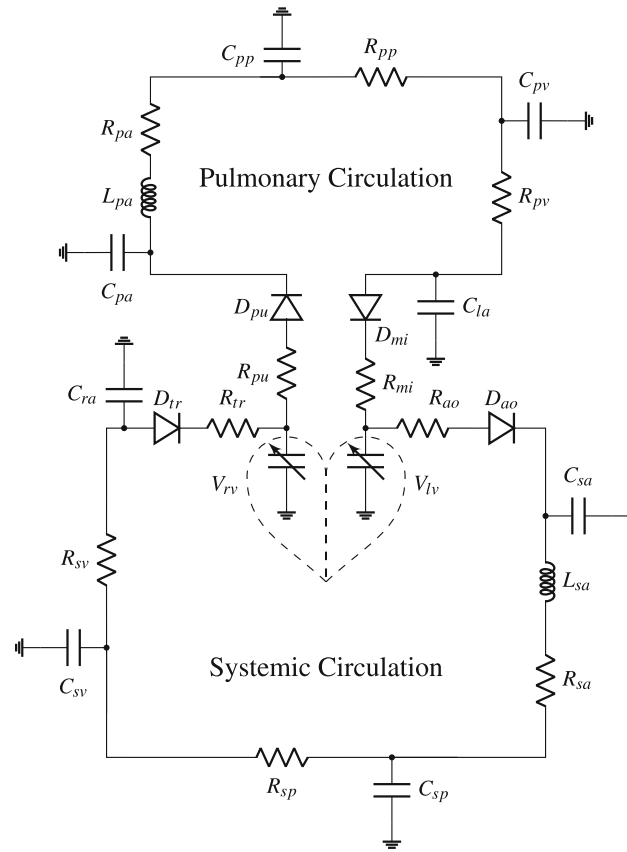 C_pp
R_pp
C_pv
R_pa
Pulmonary Circulation
L_pa
R_pv
C_pa
D_pu
C_la
D_mi
R_pu
R_mi
C_ra
D_tr
R_tr
R_ao
D_ao
V_rv
V_lv
C_sa
R_sv
L_sa
Systemic Circulation
C_sv
R_sa
R_sp
C_sp